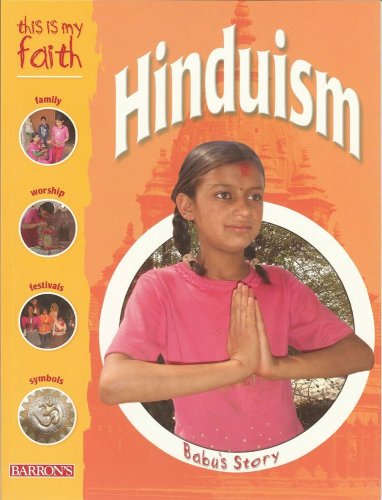 this is my
faith
Hinduism
family
worship
festivals
symbols
Babu's Story
BARRON'S